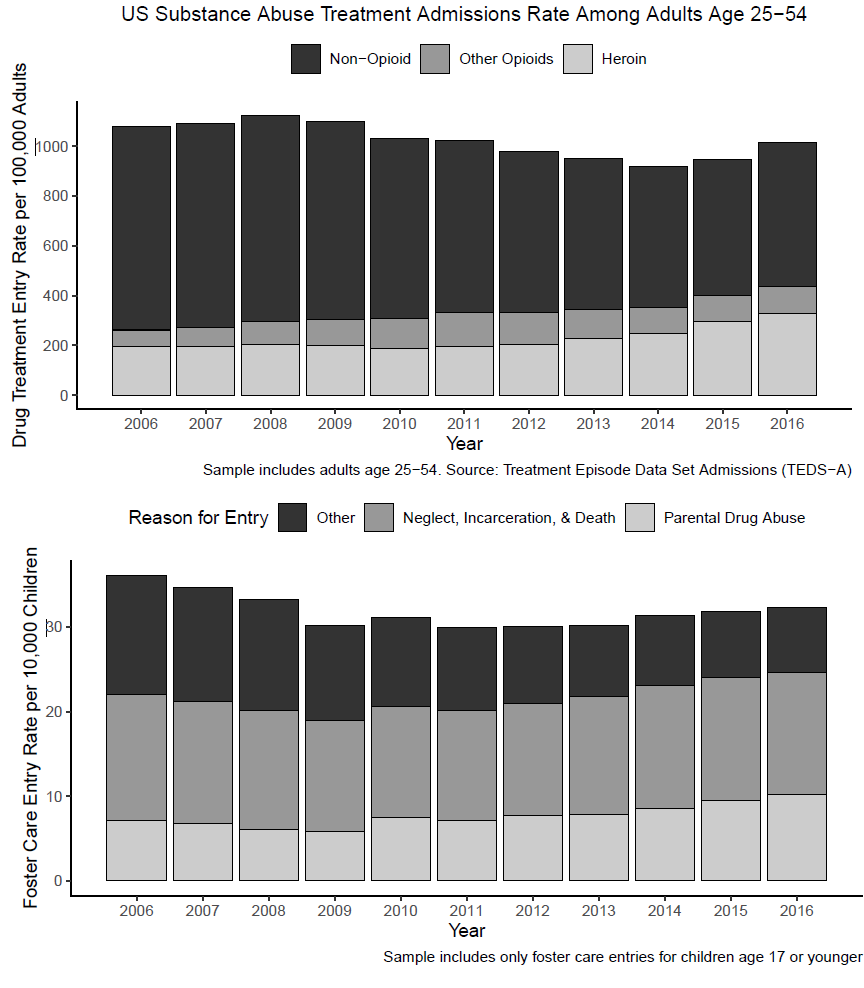 US Substance Abuse Treatment Admissions Rate Among Adults Age 25−54
Non−Opioid Other Opioids Heroin
Drug Treatment Entry Rate per 100,000 Adults
1000
800
600
400
200
0
2006 2007 2008 2009 2010 2011 2012 2013 2014 2015 2016
Year
Sample includes adults age 25−54. Source: Treatment Episode Data Set Admissions (TEDS−A)
Reason for Entry Other Neglect, Incarceration, & Death Parental Drug Abuse
Foster Care Entry Rate per 10,000 Children
30
20
10
0
2006 2007 2008 2009 2010 2011 2012 2013 2014 2015 2016
Year
Sample includes only foster care entries for children age 17 or younger